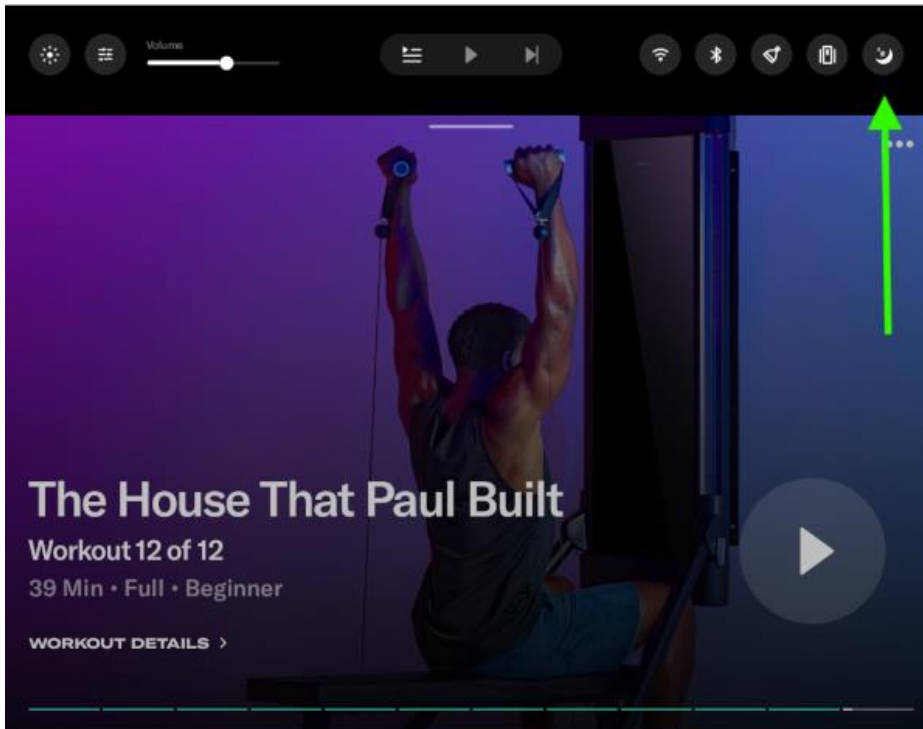 Volume
The House That Paul Built
Workout 12 of 12
39 Min • Full • Beginner
WORKOUT DETAILS >